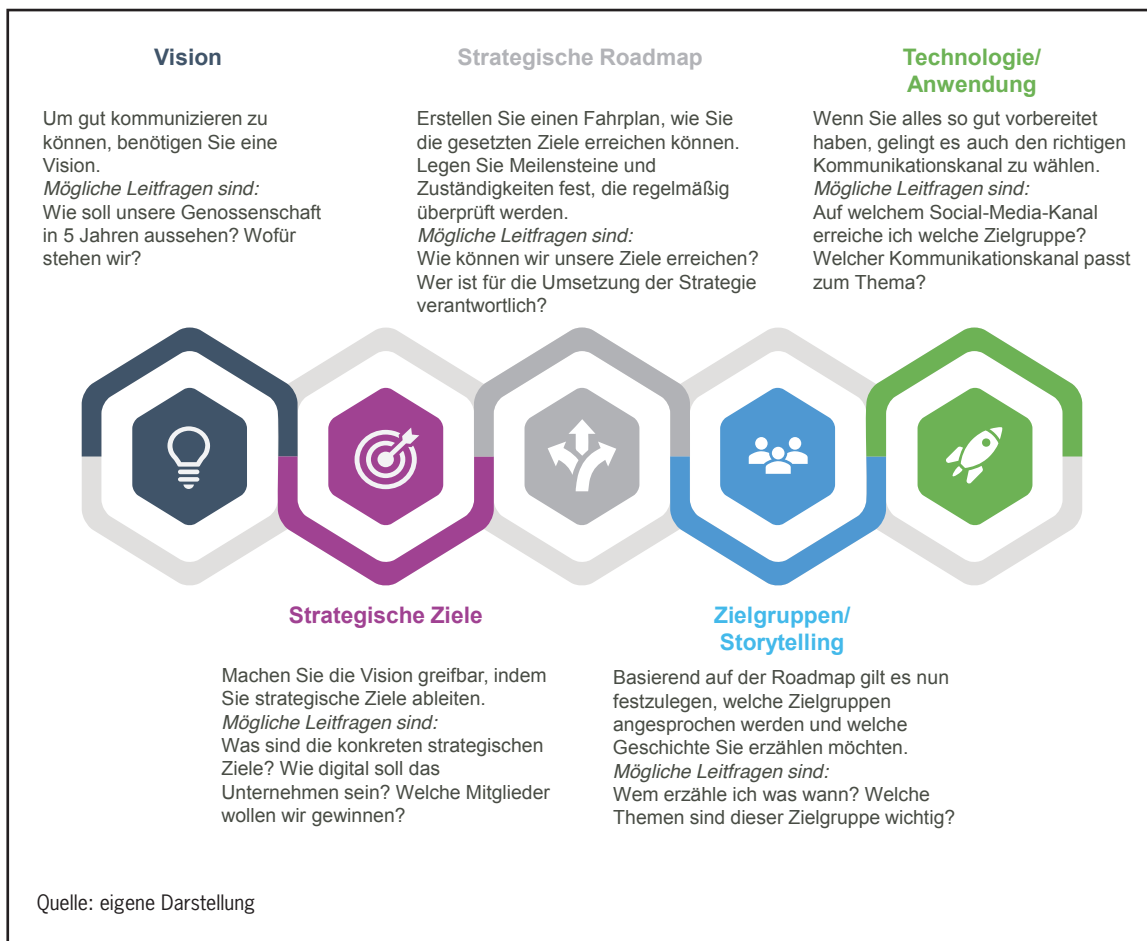 Vision
Um gut kommunizieren zu
können, benötigen Sie eine
Vision.
Mögliche Leitfragen sind:
Wie soll unsere Genossenschaft
in 5 Jahren aussehen? Wofür
stehen wir?
Strategische Roadmap
Erstellen Sie einen Fahrplan, wie Sie
die gesetzten Ziele erreichen können.
Legen Sie Meilensteine und
Zuständigkeiten fest, die regelmäßig
überprüft werden.
Mögliche Leitfragen sind:
Wie können wir unsere Ziele erreichen?
Wer ist für die Umsetzung der Strategie
verantwortlich?
Technologie/
Anwendung
Wenn Sie alles so gut vorbereitet
haben, gelingt es auch den richtigen
Kommunikationskanal zu wählen.
Mögliche Leitfragen sind:
Auf welchem Social-Media-Kanal
erreiche ich welche Zielgruppe?
Welcher Kommunikationskanal passt
zum Thema?
Strategische Ziele
Machen Sie die Vision greifbar, indem
Sie strategische Ziele ableiten.
Mögliche Leitfragen sind:
Was sind die konkreten strategischen
Ziele? Wie digital soll das
Unternehmen sein? Welche Mitglieder
wollen wir gewinnen?
Zielgruppen/
Storytelling
Basierend auf der Roadmap gilt es nun
festzulegen, welche Zielgruppen
angesprochen werden und welche
Geschichte Sie erzählen möchten.
Mögliche Leitfragen sind:
Wem erzähle ich was wann? Welche
Themen sind dieser Zielgruppe wichtig?
Quelle: eigene Darstellung